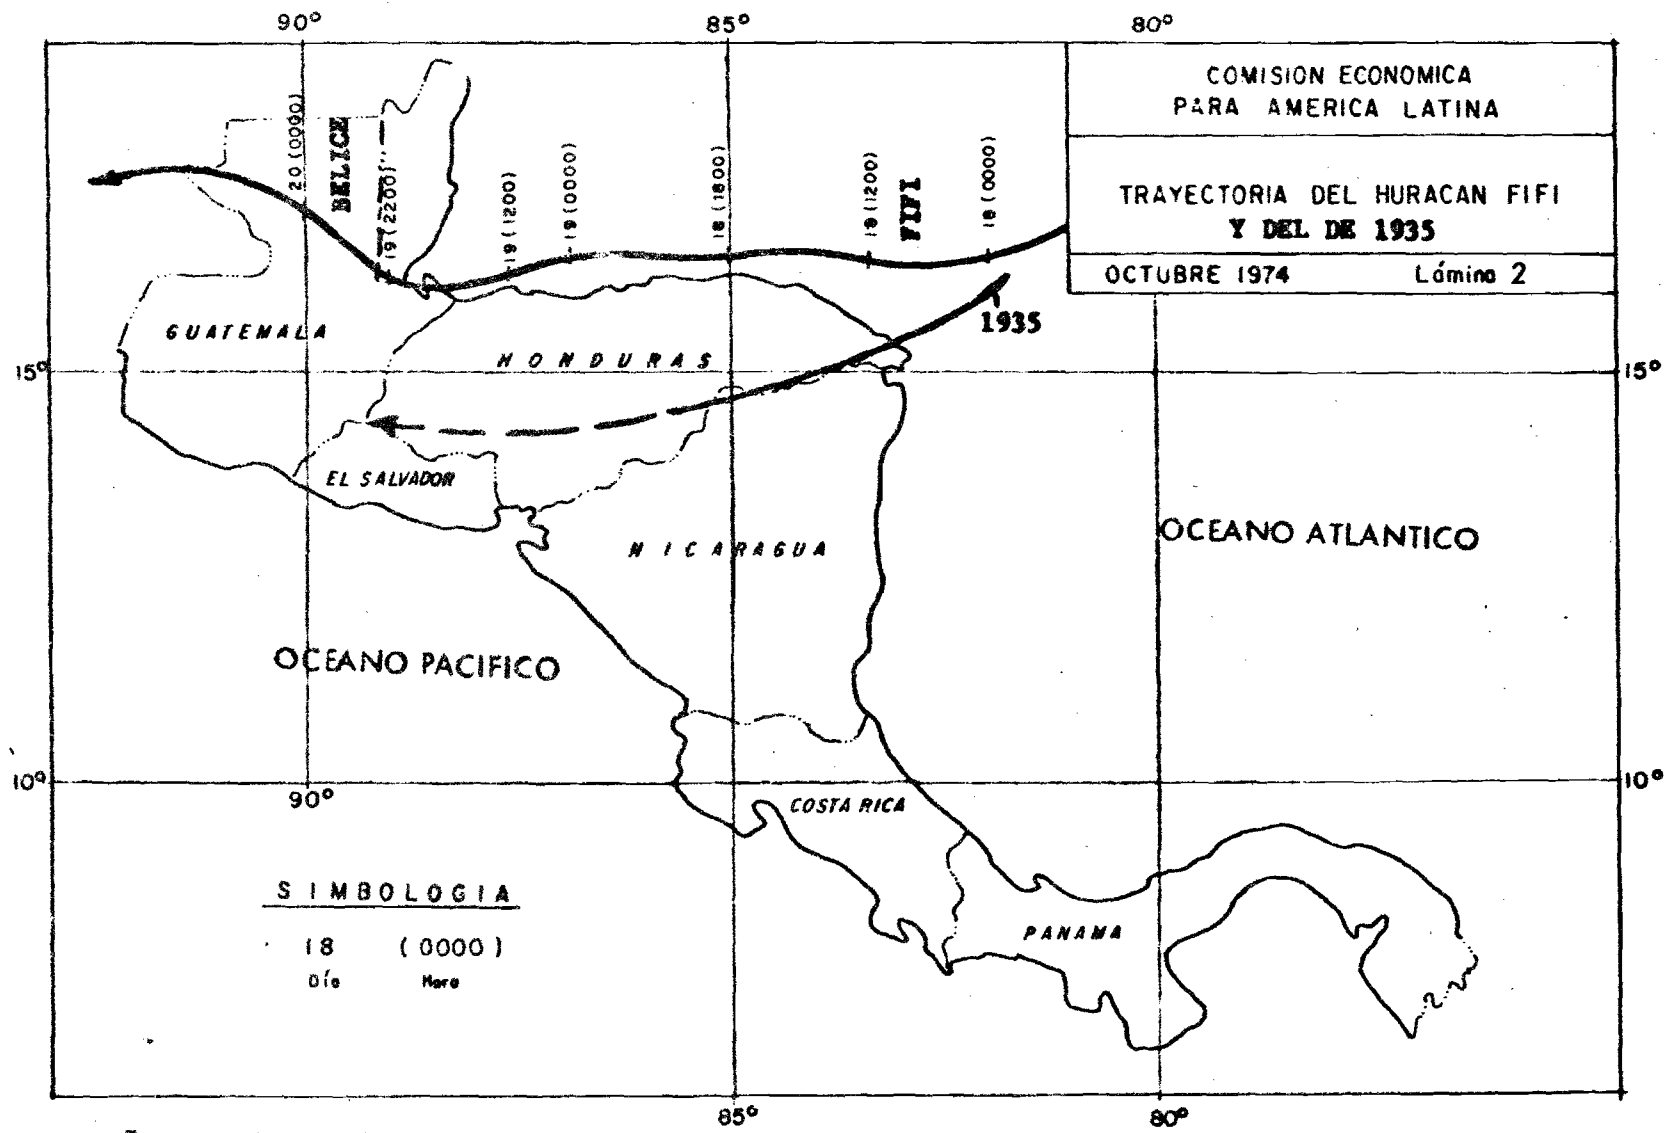 90°
85°
80°
COMISION ECONOMICA
PARA AMERICA LATINA
TRAYECTORIA DEL HURACAN FIFI
Y DEL DE 1935
OCTUBRE 1974 Lámina 2
20 (0000)
BELICE
19 (2200)
19 (1200)
19 (0000)
18 (1800)
18 (1200)
FIFI
18 (0000)
1935
GUATEMALA
HONDURAS
15°
15°
EL SALVADOR
NICARAGUA
OCEANO ATLANTICO
OCEANO PACIFICO
10°
10°
90°
COSTA RICA
PANAMA
SIMBOLOGIA
18 (0000)
Día Hora
85°
80°